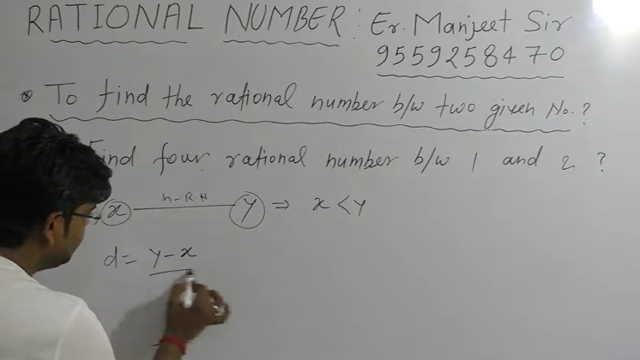 RATIONAL NUMBER : Er. Manjeet Sir
9559258470
To find the rational number b/w two given No. ?
Find four rational number b/w 1 and 2 ?
x n-R.N y ⇒ x < y
d = y - x